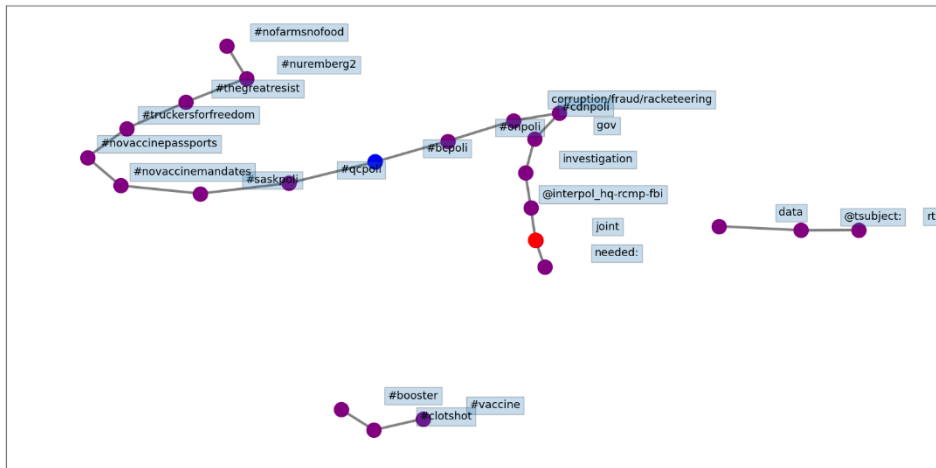 #nofarmsnofood
#nuremberg2
#thegreatresist
corruption/fraud/racketeering
#cdnpoli
#truckersforfreedom
gov
#onpoli
#bcpoli
#novaccinepassports
investigation
#qcpoli
#novaccinemandates
#saskpoli
@interpol_hq-rcmp-fbi
data
@tsubject:
rt
joint
needed:
#booster
#vaccine
#clotshot